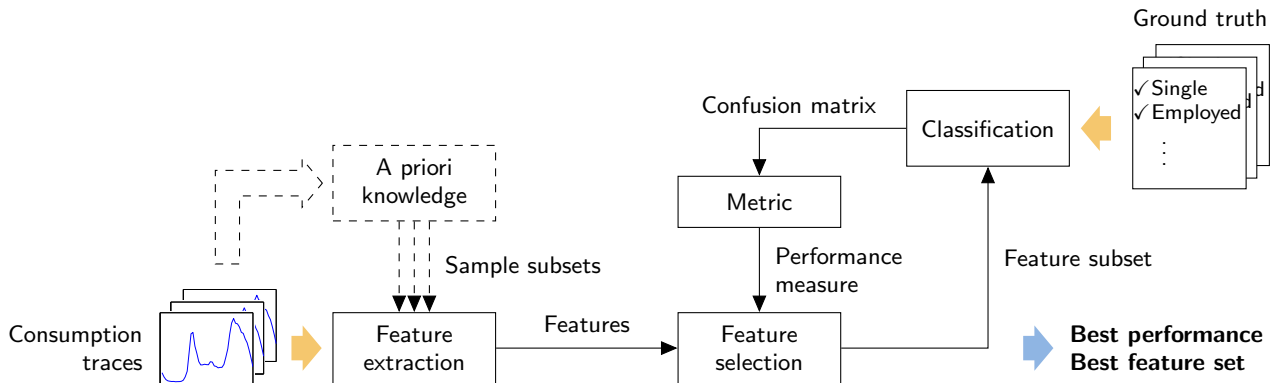 Ground truth
✓Single
✓Employed
Confusion matrix
Classification
A priori
knowledge
Metric
Sample subsets
Performance
measure
Feature subset
Consumption
traces
Feature
extraction
Features
Feature
selection
Best performance
Best feature set